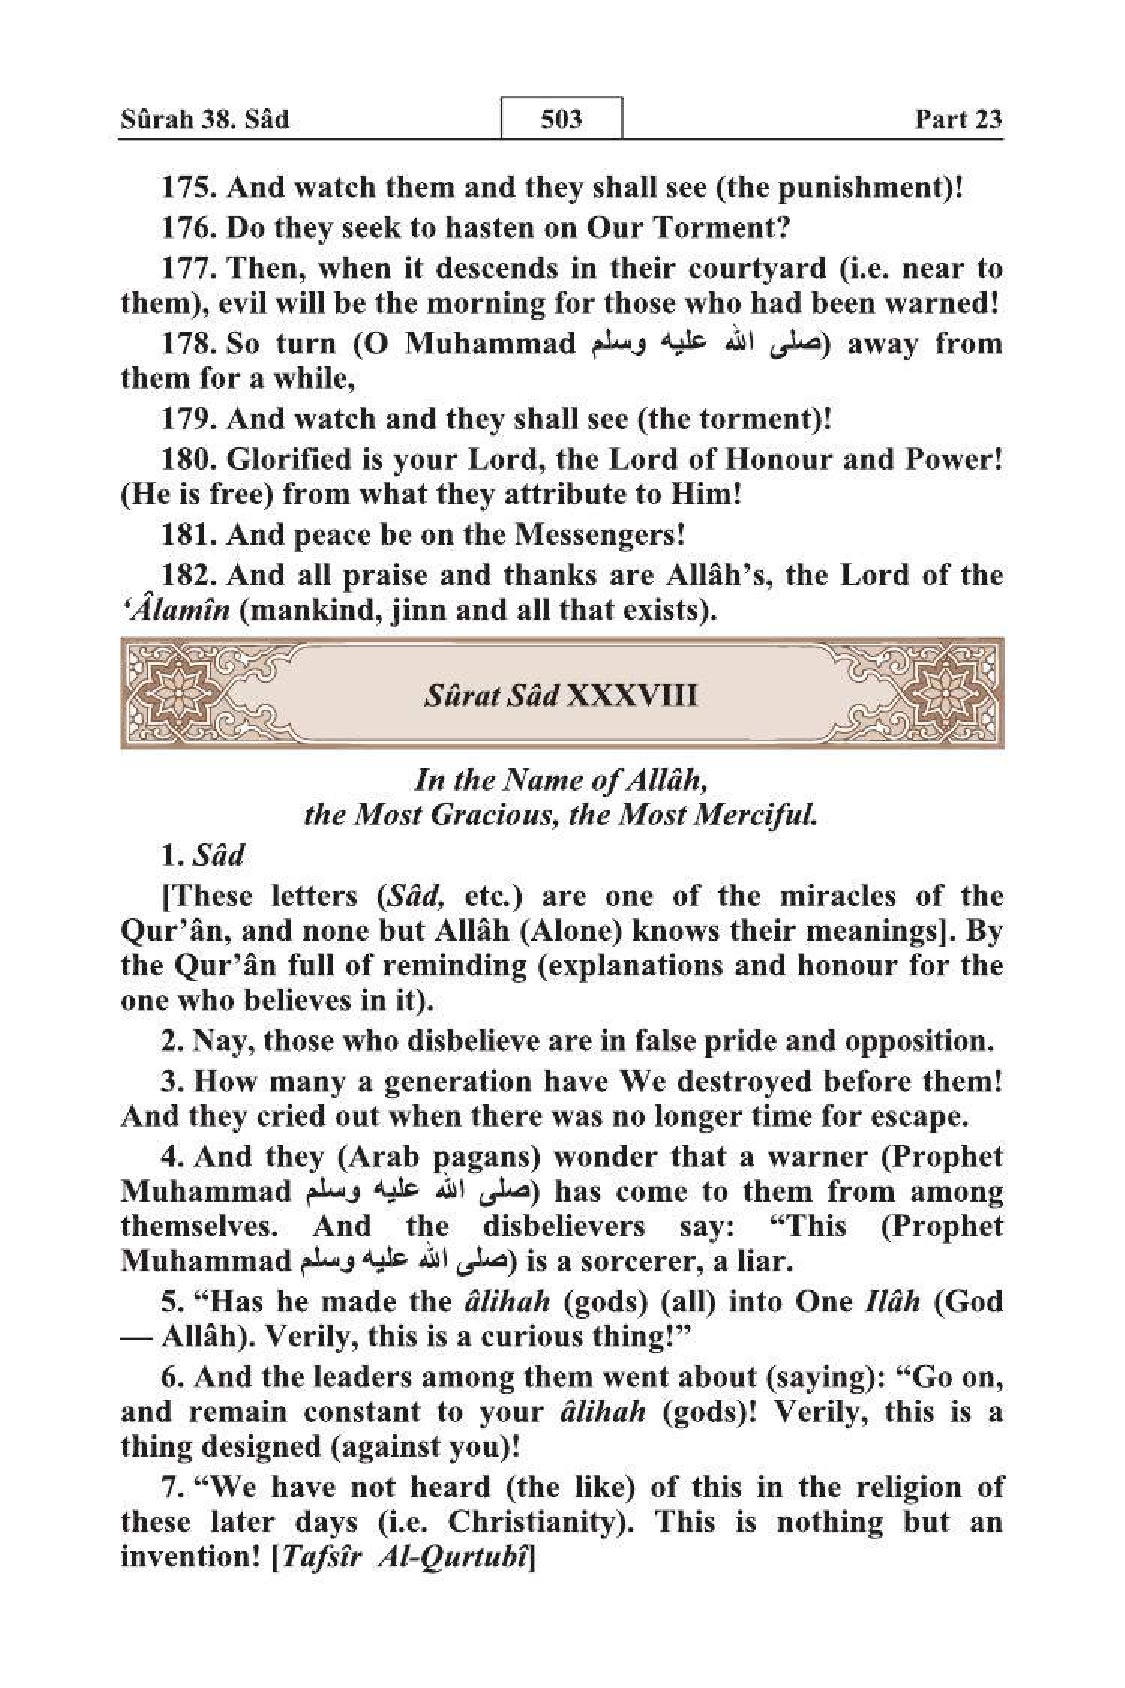 Sûrah 38. Sâd 503 Part 23
175. And watch them and they shall see (the punishment)!
176. Do they seek to hasten on Our Torment?
177. Then, when it descends in their courtyard (i.e. near to
them), evil will be the morning for those who had been warned!
178. So turn (O Muhammad صلى الله عليه وسلم) away from
them for a while,
179. And watch and they shall see (the torment)!
180. Glorified is your Lord, the Lord of Honour and Power!
(He is free) from what they attribute to Him!
181. And peace be on the Messengers!
182. And all praise and thanks are Allâh’s, the Lord of the
‘Âlamîn (mankind, jinn and all that exists).
Sûrat Sâd XXXVIII
In the Name of Allâh,
the Most Gracious, the Most Merciful.
1. Sâd
[These letters (Sâd, etc.) are one of the miracles of the
Qur’ân, and none but Allâh (Alone) knows their meanings]. By
the Qur’ân full of reminding (explanations and honour for the
one who believes in it).
2. Nay, those who disbelieve are in false pride and opposition.
3. How many a generation have We destroyed before them!
And they cried out when there was no longer time for escape.
4. And they (Arab pagans) wonder that a warner (Prophet
Muhammad صلى الله عليه وسلم) has come to them from among
themselves. And the disbelievers say: “This (Prophet
Muhammad صلى الله عليه وسلم) is a sorcerer, a liar.
5. “Has he made the âlihah (gods) (all) into One Ilâh (God
— Allâh). Verily, this is a curious thing!”
6. And the leaders among them went about (saying): “Go on,
and remain constant to your âlihah (gods)! Verily, this is a
thing designed (against you)!
7. “We have not heard (the like) of this in the religion of
these later days (i.e. Christianity). This is nothing but an
invention! [Tafsîr Al-Qurtubî]